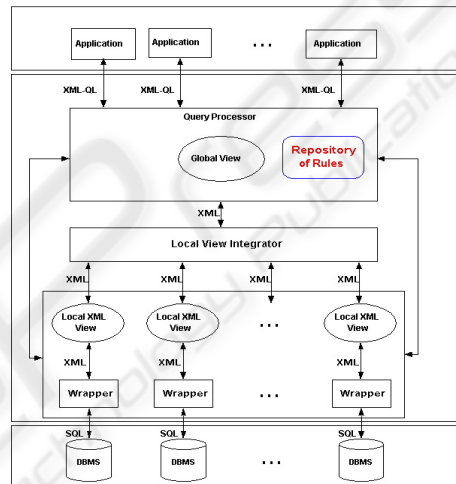 Application Application ... Application
XML-QL XML-QL XML-QL
Query Processor
Global View
Repository
of Rules
XML
Local View Integrator
XML XML XML XML
Local XML Local XML ... Local XML
View View View
XML XML XML
Wrapper Wrapper ... Wrapper
SQL SQL SQL
DBMS DBMS ... DBMS